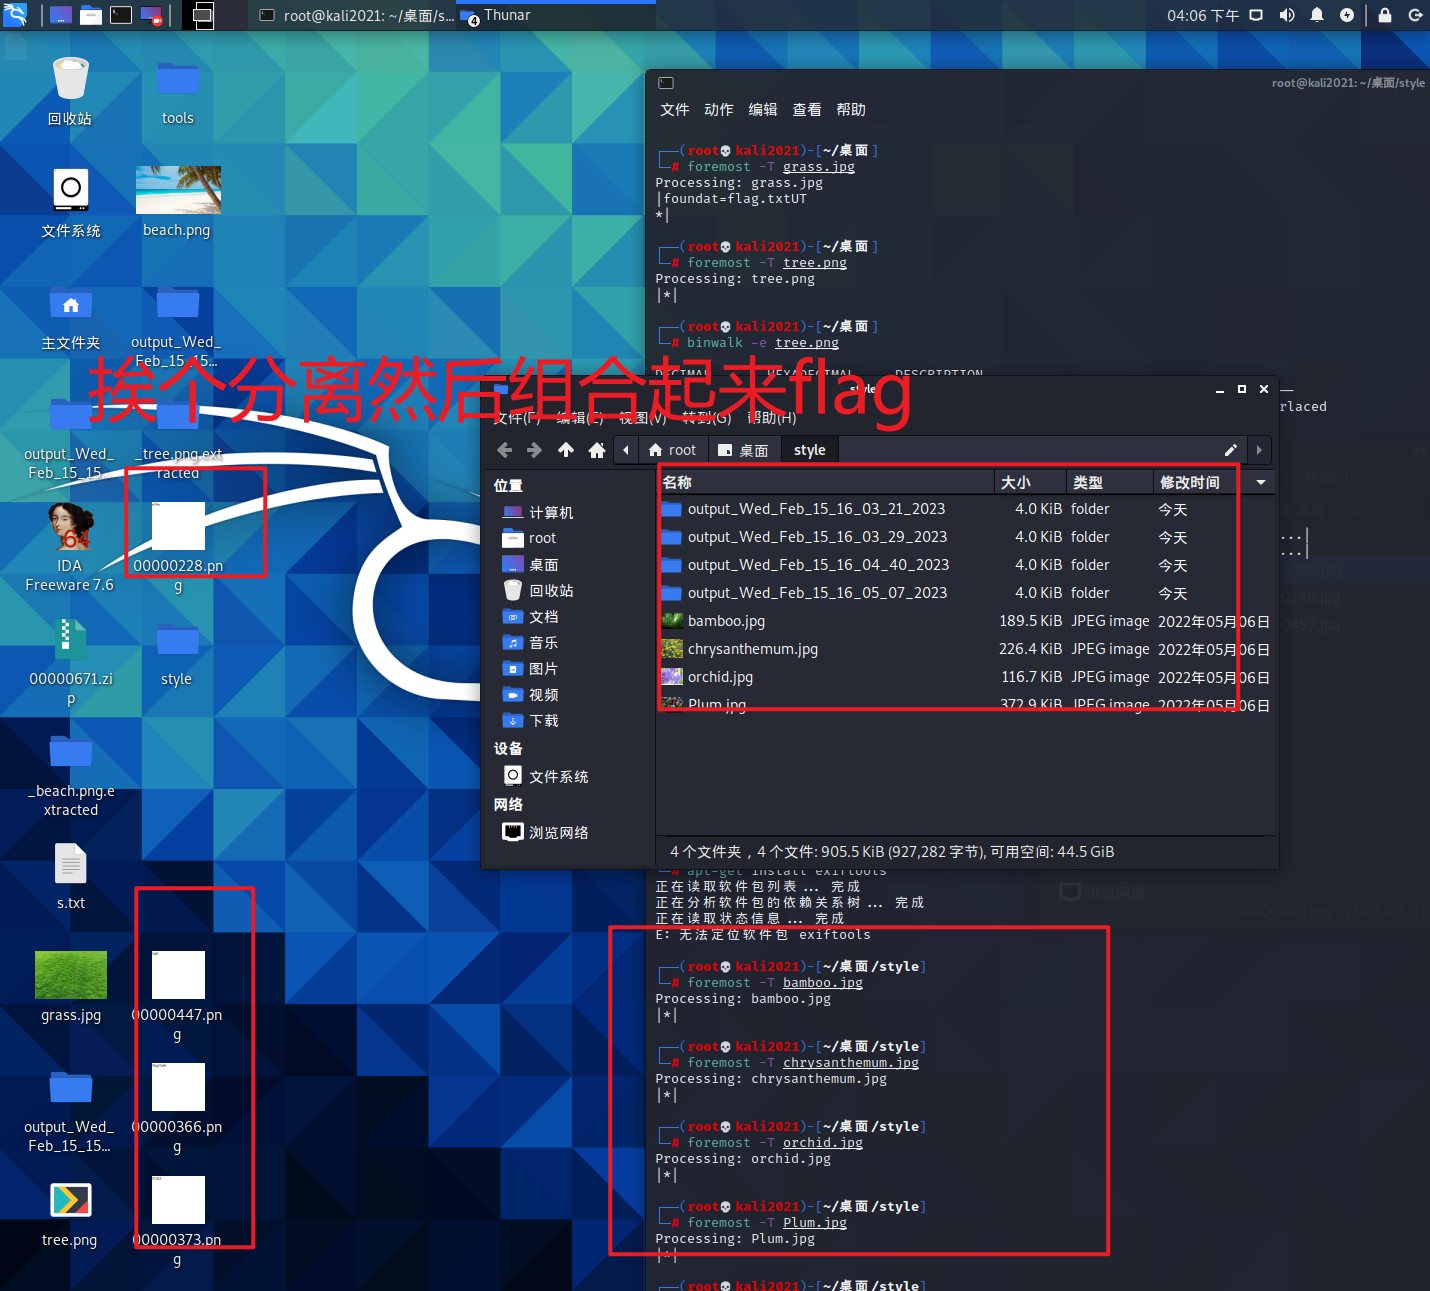 root@kali2021: ~/桌面/s...
4
Thunar
04:06 下午
回收站
tools
文件系统
beach.png
主文件夹
output_Wed_
Feb_15_15...
挨个分离然后组合起来flag
output_Wed_
Feb_15_15...
_tree.png.ext
racted
IDA
Freeware 7.6
64
00000228.pn
g
00000671.zi
p
style
_beach.png.e
xtracted
s.txt
grass.jpg
00000447.pn
g
output_Wed_
Feb_15_15...
00000366.pn
g
tree.png
00000373.pn
g
root@kali2021: ~/桌面/style
文件 动作 编辑 查看 帮助
(root💀kali2021)-[~/桌面]
# foremost -T grass.jpg
Processing: grass.jpg
|foundat=flag.txtUT
*|
(root💀kali2021)-[~/桌面]
# foremost -T tree.png
Processing: tree.png
|*|
(root💀kali2021)-[~/桌面]
# binwalk -e tree.png
DECIMAL HEXADECIMAL DESCRIPTION
rlaced
style
文件(F) 编辑(E) 视图(V) 转到(G) 帮助(H)
root 桌面 style
位置
计算机
root
桌面
回收站
文档
音乐
图片
视频
下载
设备
文件系统
网络
浏览网络
名称 大小 类型 修改时间
output_Wed_Feb_15_16_03_21_2023 4.0 KiB folder 今天
output_Wed_Feb_15_16_03_29_2023 4.0 KiB folder 今天
output_Wed_Feb_15_16_04_40_2023 4.0 KiB folder 今天
output_Wed_Feb_15_16_05_07_2023 4.0 KiB folder 今天
bamboo.jpg 189.5 KiB JPEG image 2022年05月06日
chrysanthemum.jpg 226.4 KiB JPEG image 2022年05月06日
orchid.jpg 116.7 KiB JPEG image 2022年05月06日
Plum.jpg 372.9 KiB JPEG image 2022年05月06日
4 个文件夹，4 个文件: 905.5 KiB (927,282 字节), 可用空间: 44.5 GiB
...|
...|
# apt-get install exiftools
正在读取软件包列表... 完成
正在分析软件包的依赖关系树... 完成
正在读取状态信息... 完成
E: 无法定位软件包 exiftools
(root💀kali2021)-[~/桌面/style]
# foremost -T bamboo.jpg
Processing: bamboo.jpg
|*|
(root💀kali2021)-[~/桌面/style]
# foremost -T chrysanthemum.jpg
Processing: chrysanthemum.jpg
|*|
(root💀kali2021)-[~/桌面/style]
# foremost -T orchid.jpg
Processing: orchid.jpg
|*|
(root💀kali2021)-[~/桌面/style]
# foremost -T Plum.jpg
Processing: Plum.jpg
|*|
(root💀kali2021)-[~/桌面/style]